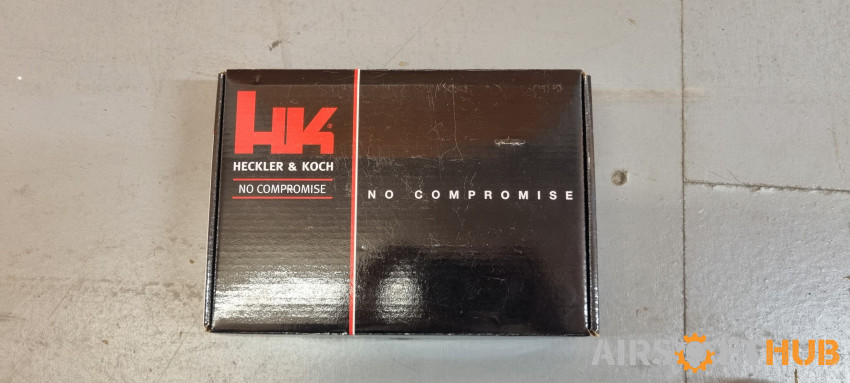 HK®
HECKLER & KOCH
NO COMPROMISE
NO COMPROMISE
AIRSOFTHUB